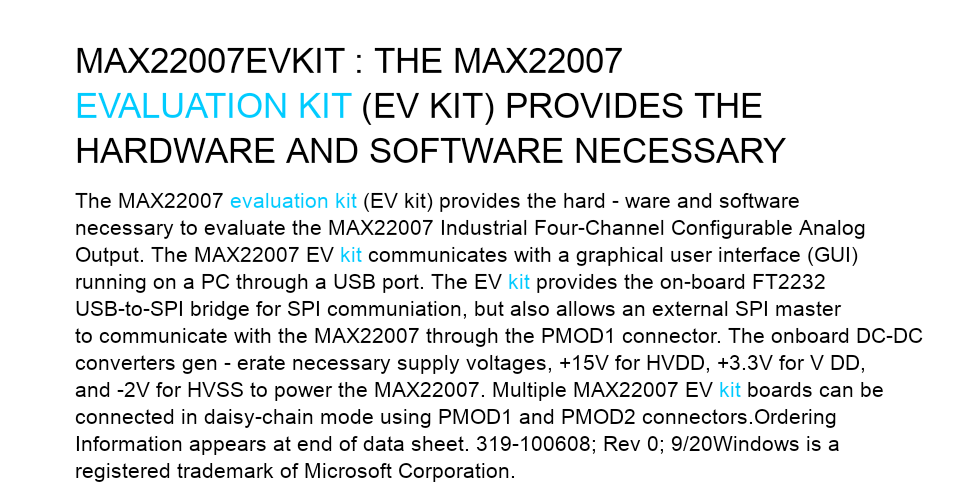 MAX22007EVKIT : THE MAX22007
EVALUATION KIT (EV KIT) PROVIDES THE
HARDWARE AND SOFTWARE NECESSARY
The MAX22007 evaluation kit (EV kit) provides the hard - ware and software
necessary to evaluate the MAX22007 Industrial Four-Channel Configurable Analog
Output. The MAX22007 EV kit communicates with a graphical user interface (GUI)
running on a PC through a USB port. The EV kit provides the on-board FT2232
USB-to-SPI bridge for SPI communiation, but also allows an external SPI master
to communicate with the MAX22007 through the PMOD1 connector. The onboard DC-DC
converters gen - erate necessary supply voltages, +15V for HVDD, +3.3V for V DD,
and -2V for HVSS to power the MAX22007. Multiple MAX22007 EV kit boards can be
connected in daisy-chain mode using PMOD1 and PMOD2 connectors.Ordering
Information appears at end of data sheet. 319-100608; Rev 0; 9/20Windows is a
registered trademark of Microsoft Corporation.